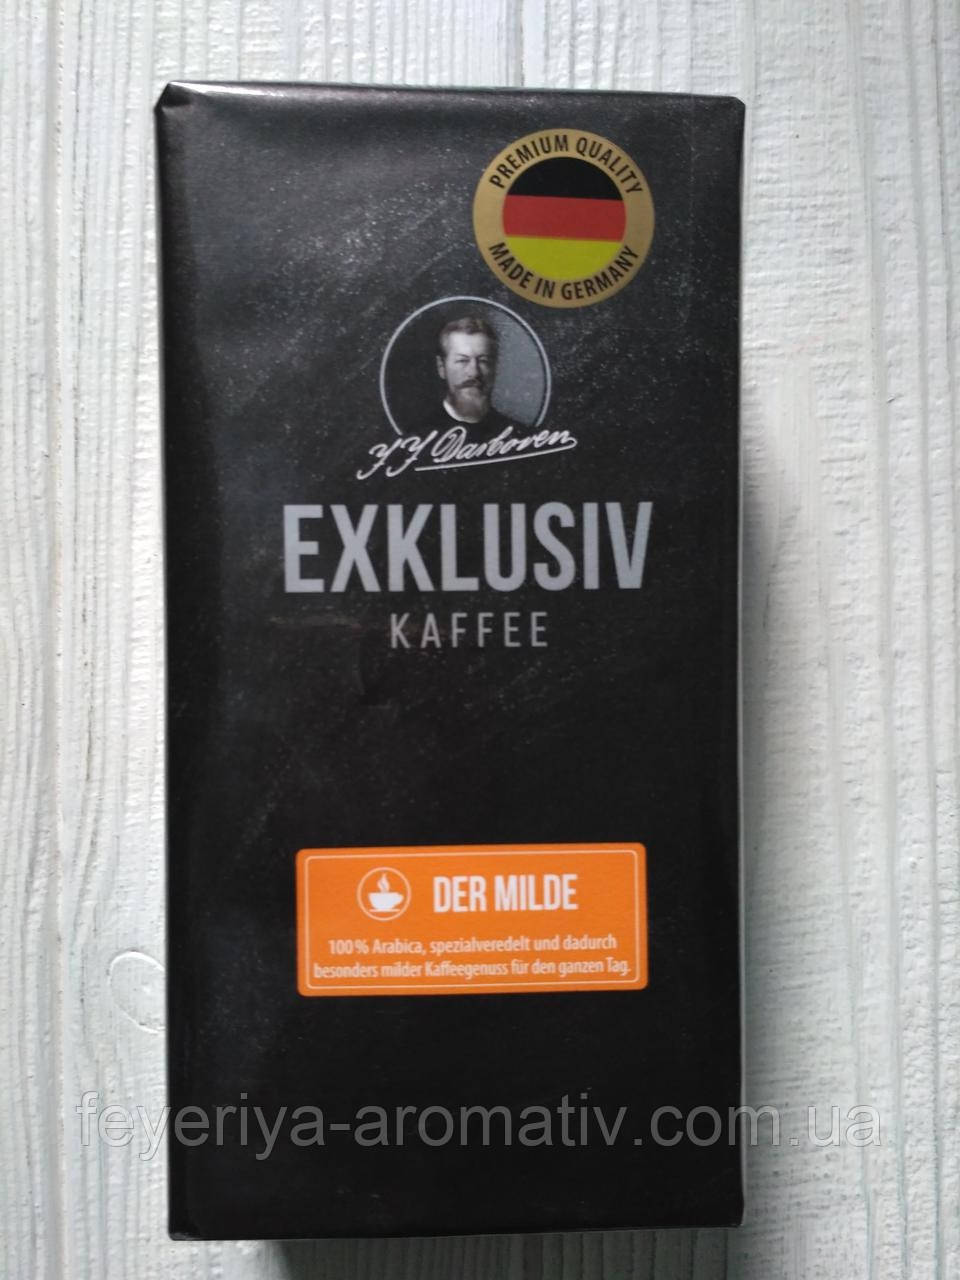 PREMIUM QUALITY
MADE IN GERMANY
J J Darboven
EXKLUSIV
KAFFEE
DER MILDE
100 % Arabica, spezialveredelt und dadurch
besonders milder Kaffeegenuss für den ganzen Tag.
feyeriya-aromativ.com.ua